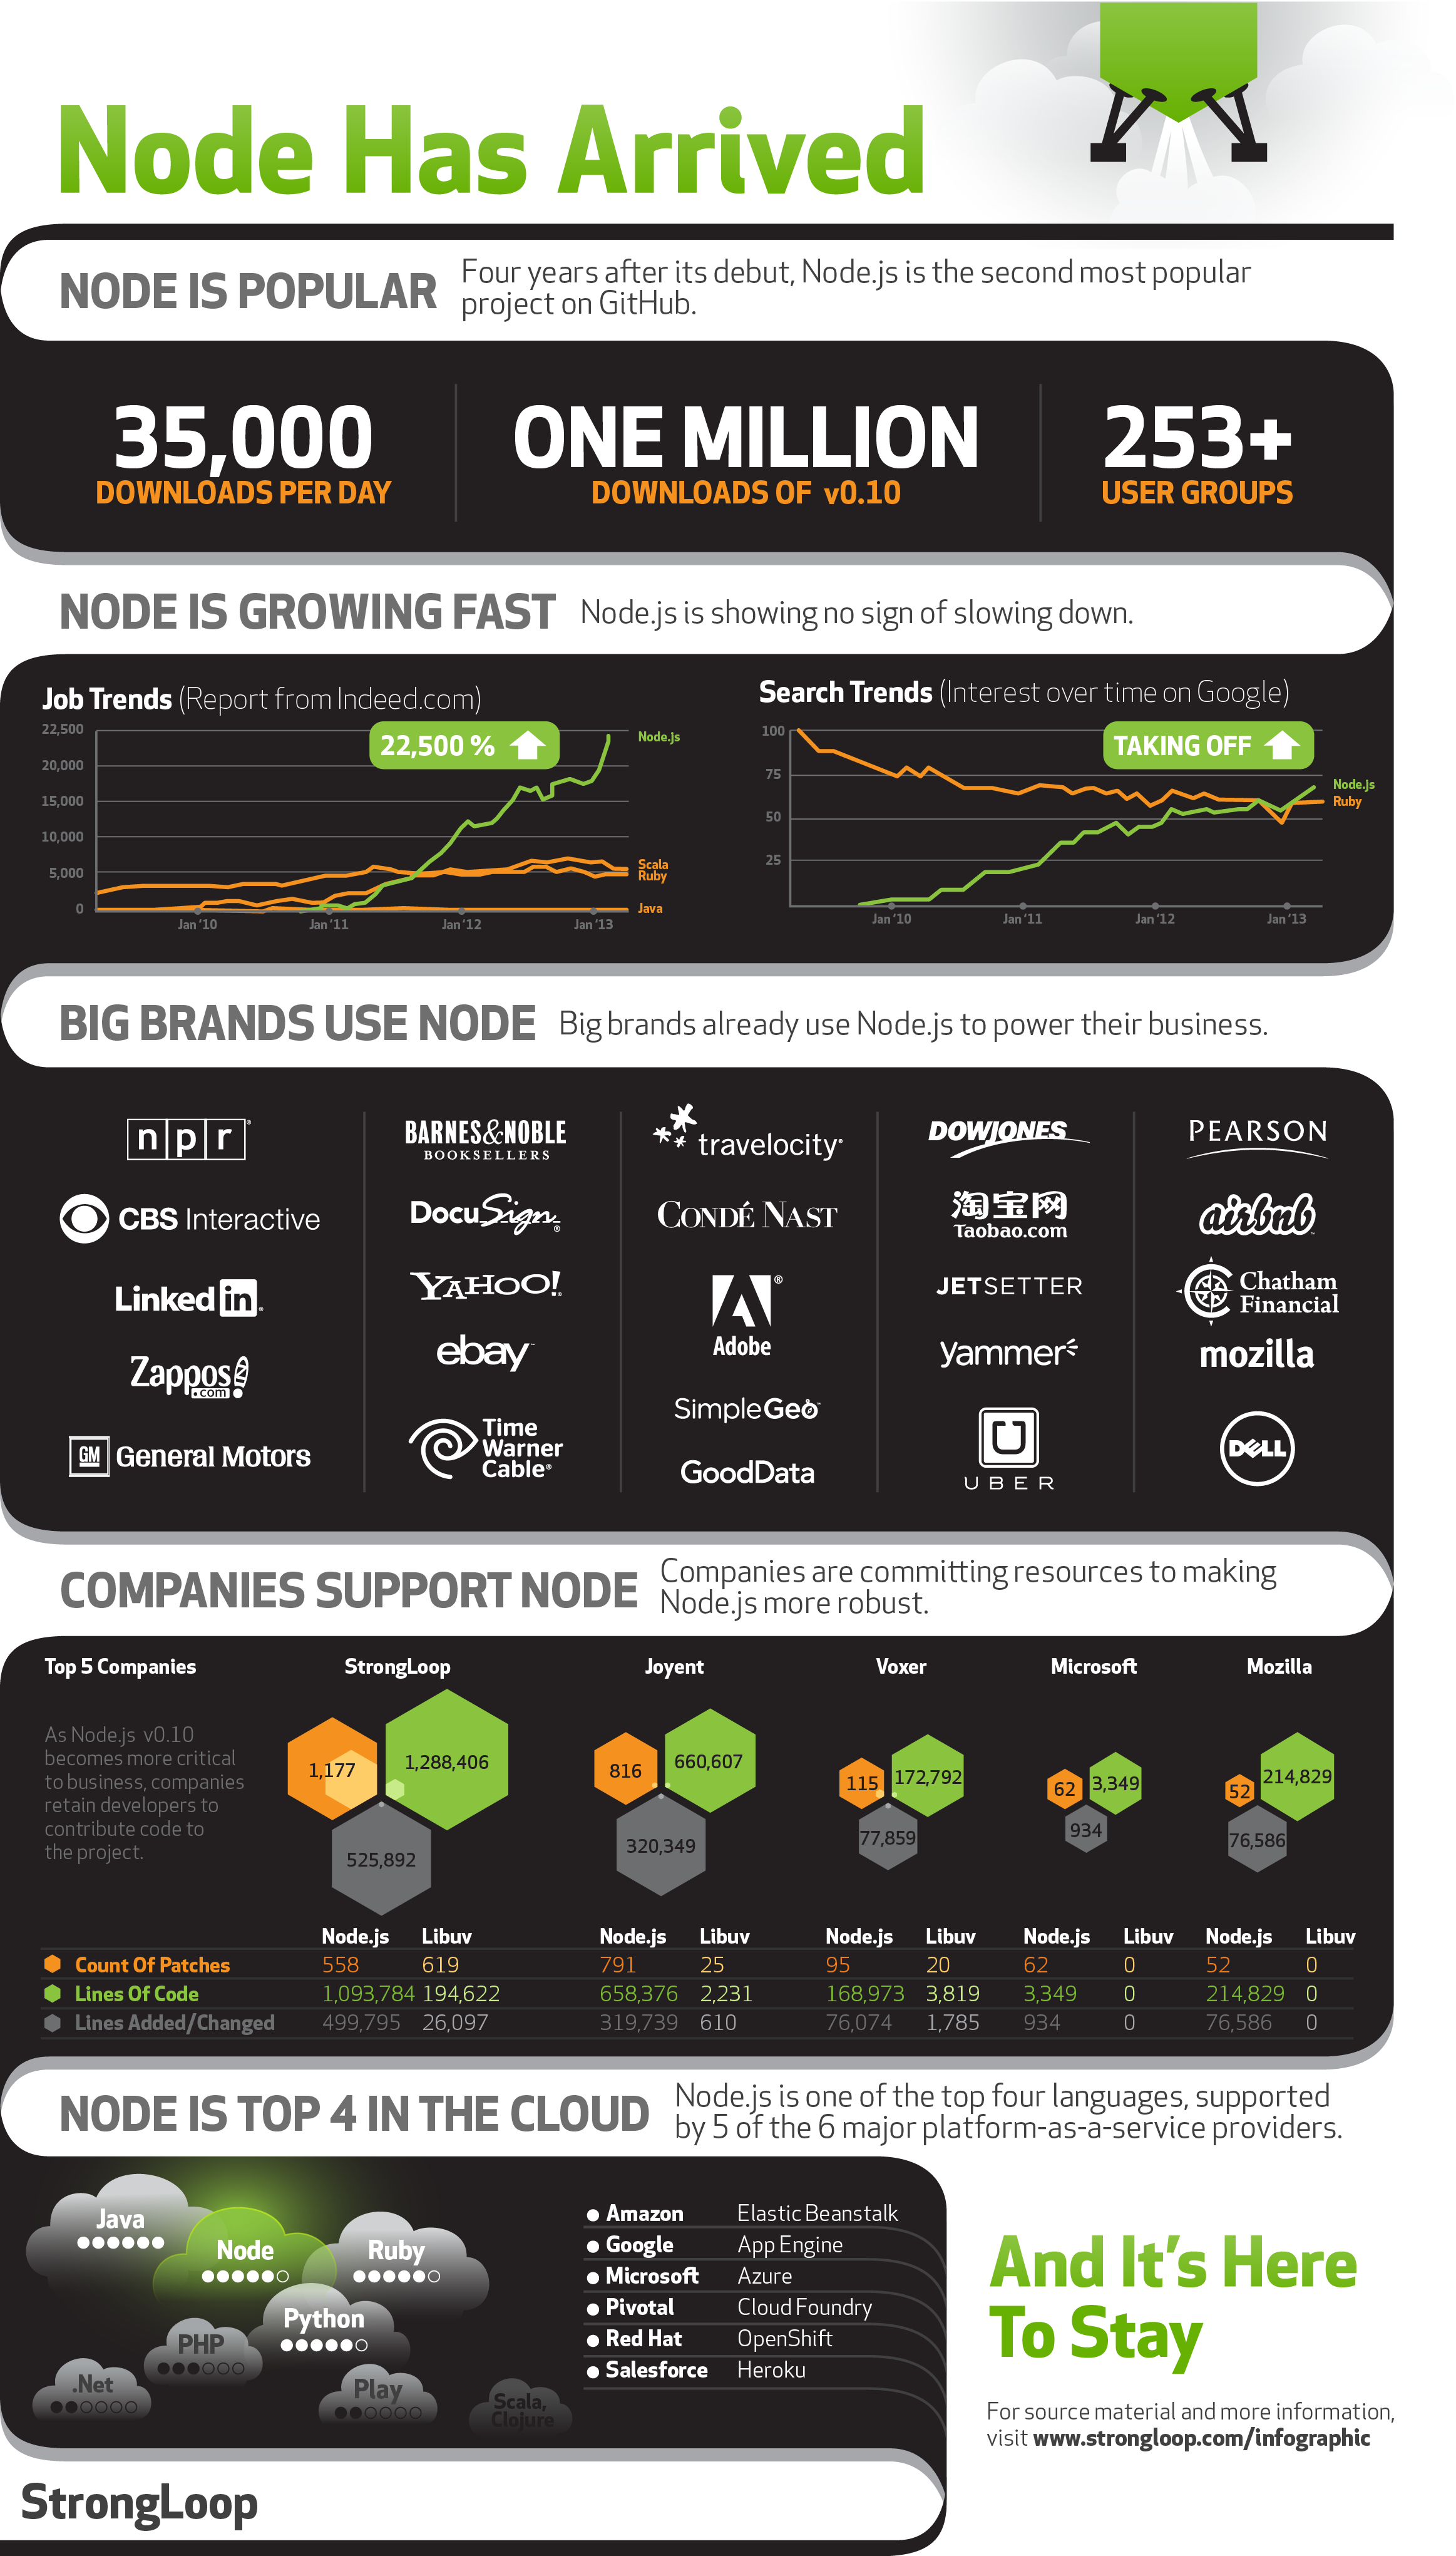 Node Has Arrived
NODE IS POPULAR
Four years after its debut, Node.js is the second most popular
project on GitHub.
35,000
DOWNLOADS PER DAY
ONE MILLION
DOWNLOADS OF v0.10
253+
USER GROUPS
NODE IS GROWING FAST
Node.js is showing no sign of slowing down.
Job Trends (Report from Indeed.com)
22,500
20,000
15,000
10,000
5,000
0
22,500 %
Node.js
Scala
Ruby
Java
Jan '10
Jan '11
Jan '12
Jan '13
Search Trends (Interest over time on Google)
100
75
50
25
TAKING OFF
Node.js
Ruby
Jan '10
Jan '11
Jan '12
Jan '13
BIG BRANDS USE NODE
Big brands already use Node.js to power their business.
npr
CBS Interactive
LinkedIn
Zappos
.com
GM General Motors
BARNES&NOBLE
BOOKSELLERS
DocuSign
YAHOO!
ebay
Time
Warner
Cable
travelocity
CONDÉ NAST
Adobe
SimpleGeo
GoodData
DOWJONES
淘宝网
Taobao.com
JETSETTER
yammer
U
UBER
PEARSON
airbnb
Chatham
Financial
mozilla
DELL
COMPANIES SUPPORT NODE
Companies are committing resources to making
Node.js more robust.
Top 5 Companies
As Node.js v0.10
becomes more critical
to business, companies
retain developers to
contribute code to
the project.
StrongLoop
1,177
1,288,406
525,892
Joyent
816
660,607
320,349
Voxer
115
172,792
77,859
Microsoft
62
3,349
934
Mozilla
52
214,829
76,586
Node.js Libuv Node.js Libuv Node.js Libuv Node.js Libuv Node.js Libuv
Count Of Patches 558 619 791 25 95 20 62 0 52 0
Lines Of Code 1,093,784 194,622 658,376 2,231 168,973 3,819 3,349 0 214,829 0
Lines Added/Changed 499,795 26,097 319,739 610 76,074 1,785 934 0 76,586 0
NODE IS TOP 4 IN THE CLOUD
Node.js is one of the top four languages, supported
by 5 of the 6 major platform-as-a-service providers.
Java
Node
Ruby
Python
PHP
.Net
Play
Scala,
Clojure
Amazon Elastic Beanstalk
Google App Engine
Microsoft Azure
Pivotal Cloud Foundry
Red Hat OpenShift
Salesforce Heroku
And It's Here
To Stay
For source material and more information,
visit www.strongloop.com/infographic
StrongLoop